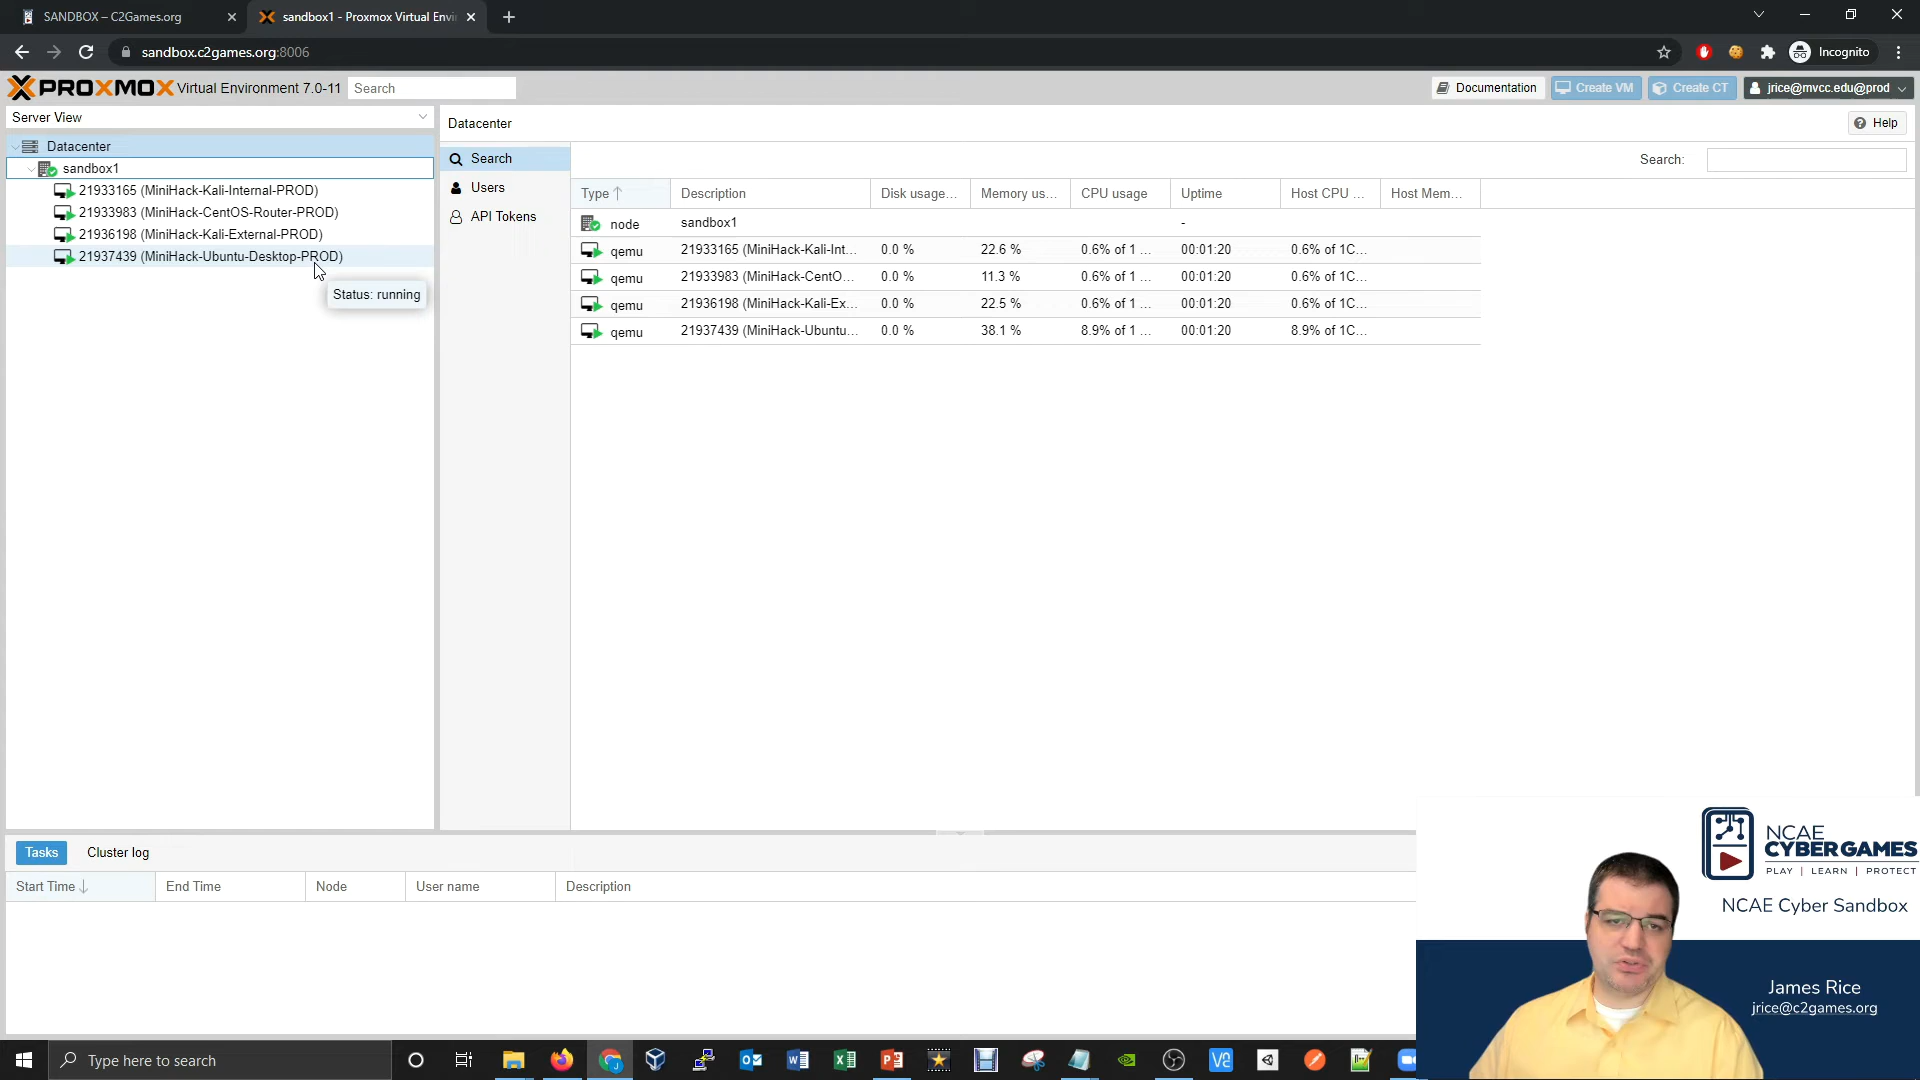 SANDBOX – C2Games.org
sandbox1 - Proxmox Virtual Envi
sandbox.c2games.org:8006
Incognito
PROXMOX Virtual Environment 7.0-11
Search
Documentation
Create VM
Create CT
jrice@mvcc.edu@prod
Server View
Datacenter
sandbox1
21933165 (MiniHack-Kali-Internal-PROD)
21933983 (MiniHack-CentOS-Router-PROD)
21936198 (MiniHack-Kali-External-PROD)
21937439 (MiniHack-Ubuntu-Desktop-PROD)
Status: running
Datacenter
Help
Search
Users
API Tokens
Search:
Type Description Disk usage... Memory us... CPU usage Uptime Host CPU ... Host Mem...
node sandbox1 -
qemu 21933165 (MiniHack-Kali-Int... 0.0 % 22.6 % 0.6% of 1 ... 00:01:20 0.6% of 1C...
qemu 21933983 (MiniHack-CentO... 0.0 % 11.3 % 0.6% of 1 ... 00:01:20 0.6% of 1C...
qemu 21936198 (MiniHack-Kali-Ex... 0.0 % 22.5 % 0.6% of 1 ... 00:01:20 0.6% of 1C...
qemu 21937439 (MiniHack-Ubuntu... 0.0 % 38.1 % 8.9% of 1 ... 00:01:20 8.9% of 1C...
Tasks Cluster log
Start Time End Time Node User name Description
NCAE
CYBERGAMES
PLAY | LEARN | PROTECT
NCAE Cyber Sandbox
James Rice
jrice@c2games.org
Type here to search